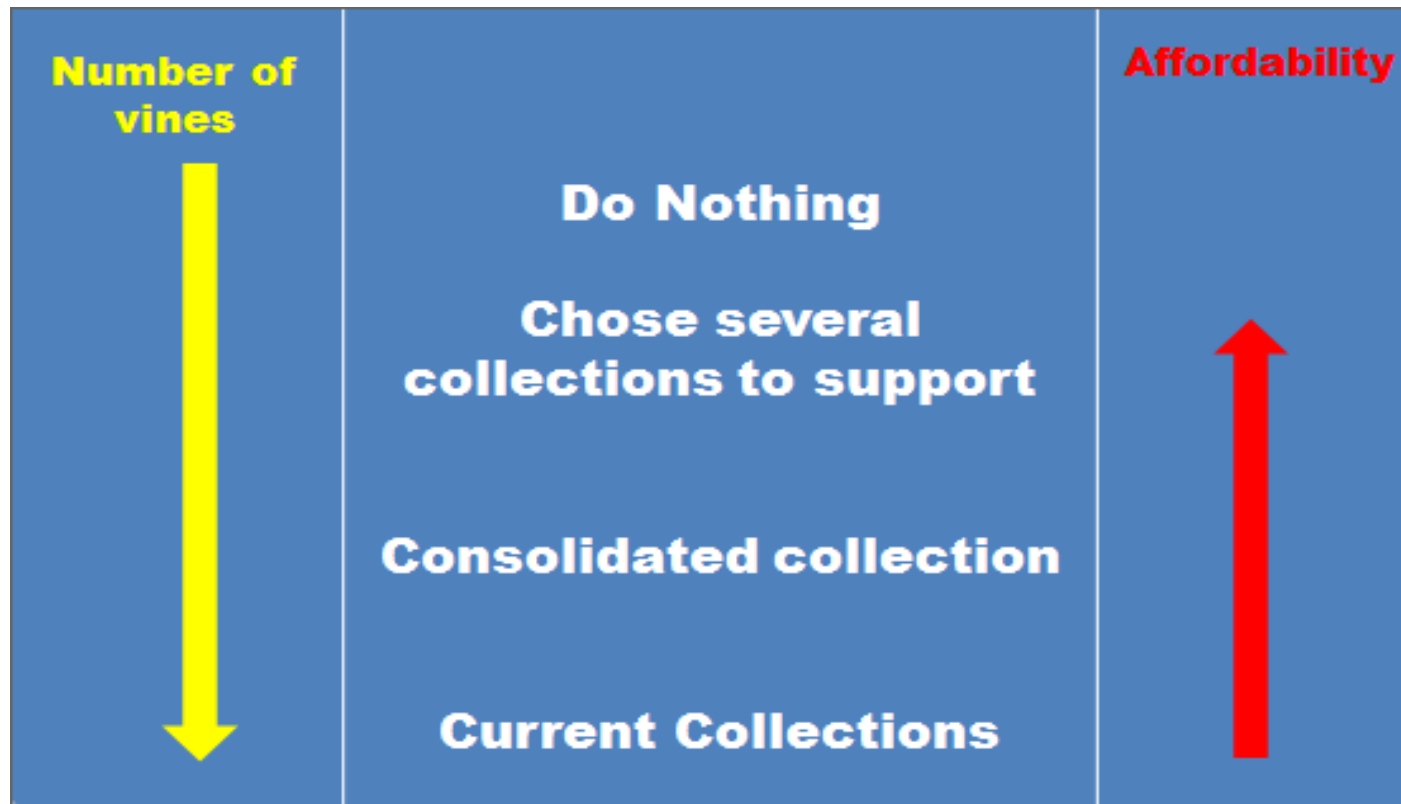 Number of
vines
Affordability
Do Nothing
Chose several
collections to support
Consolidated collection
Current Collections